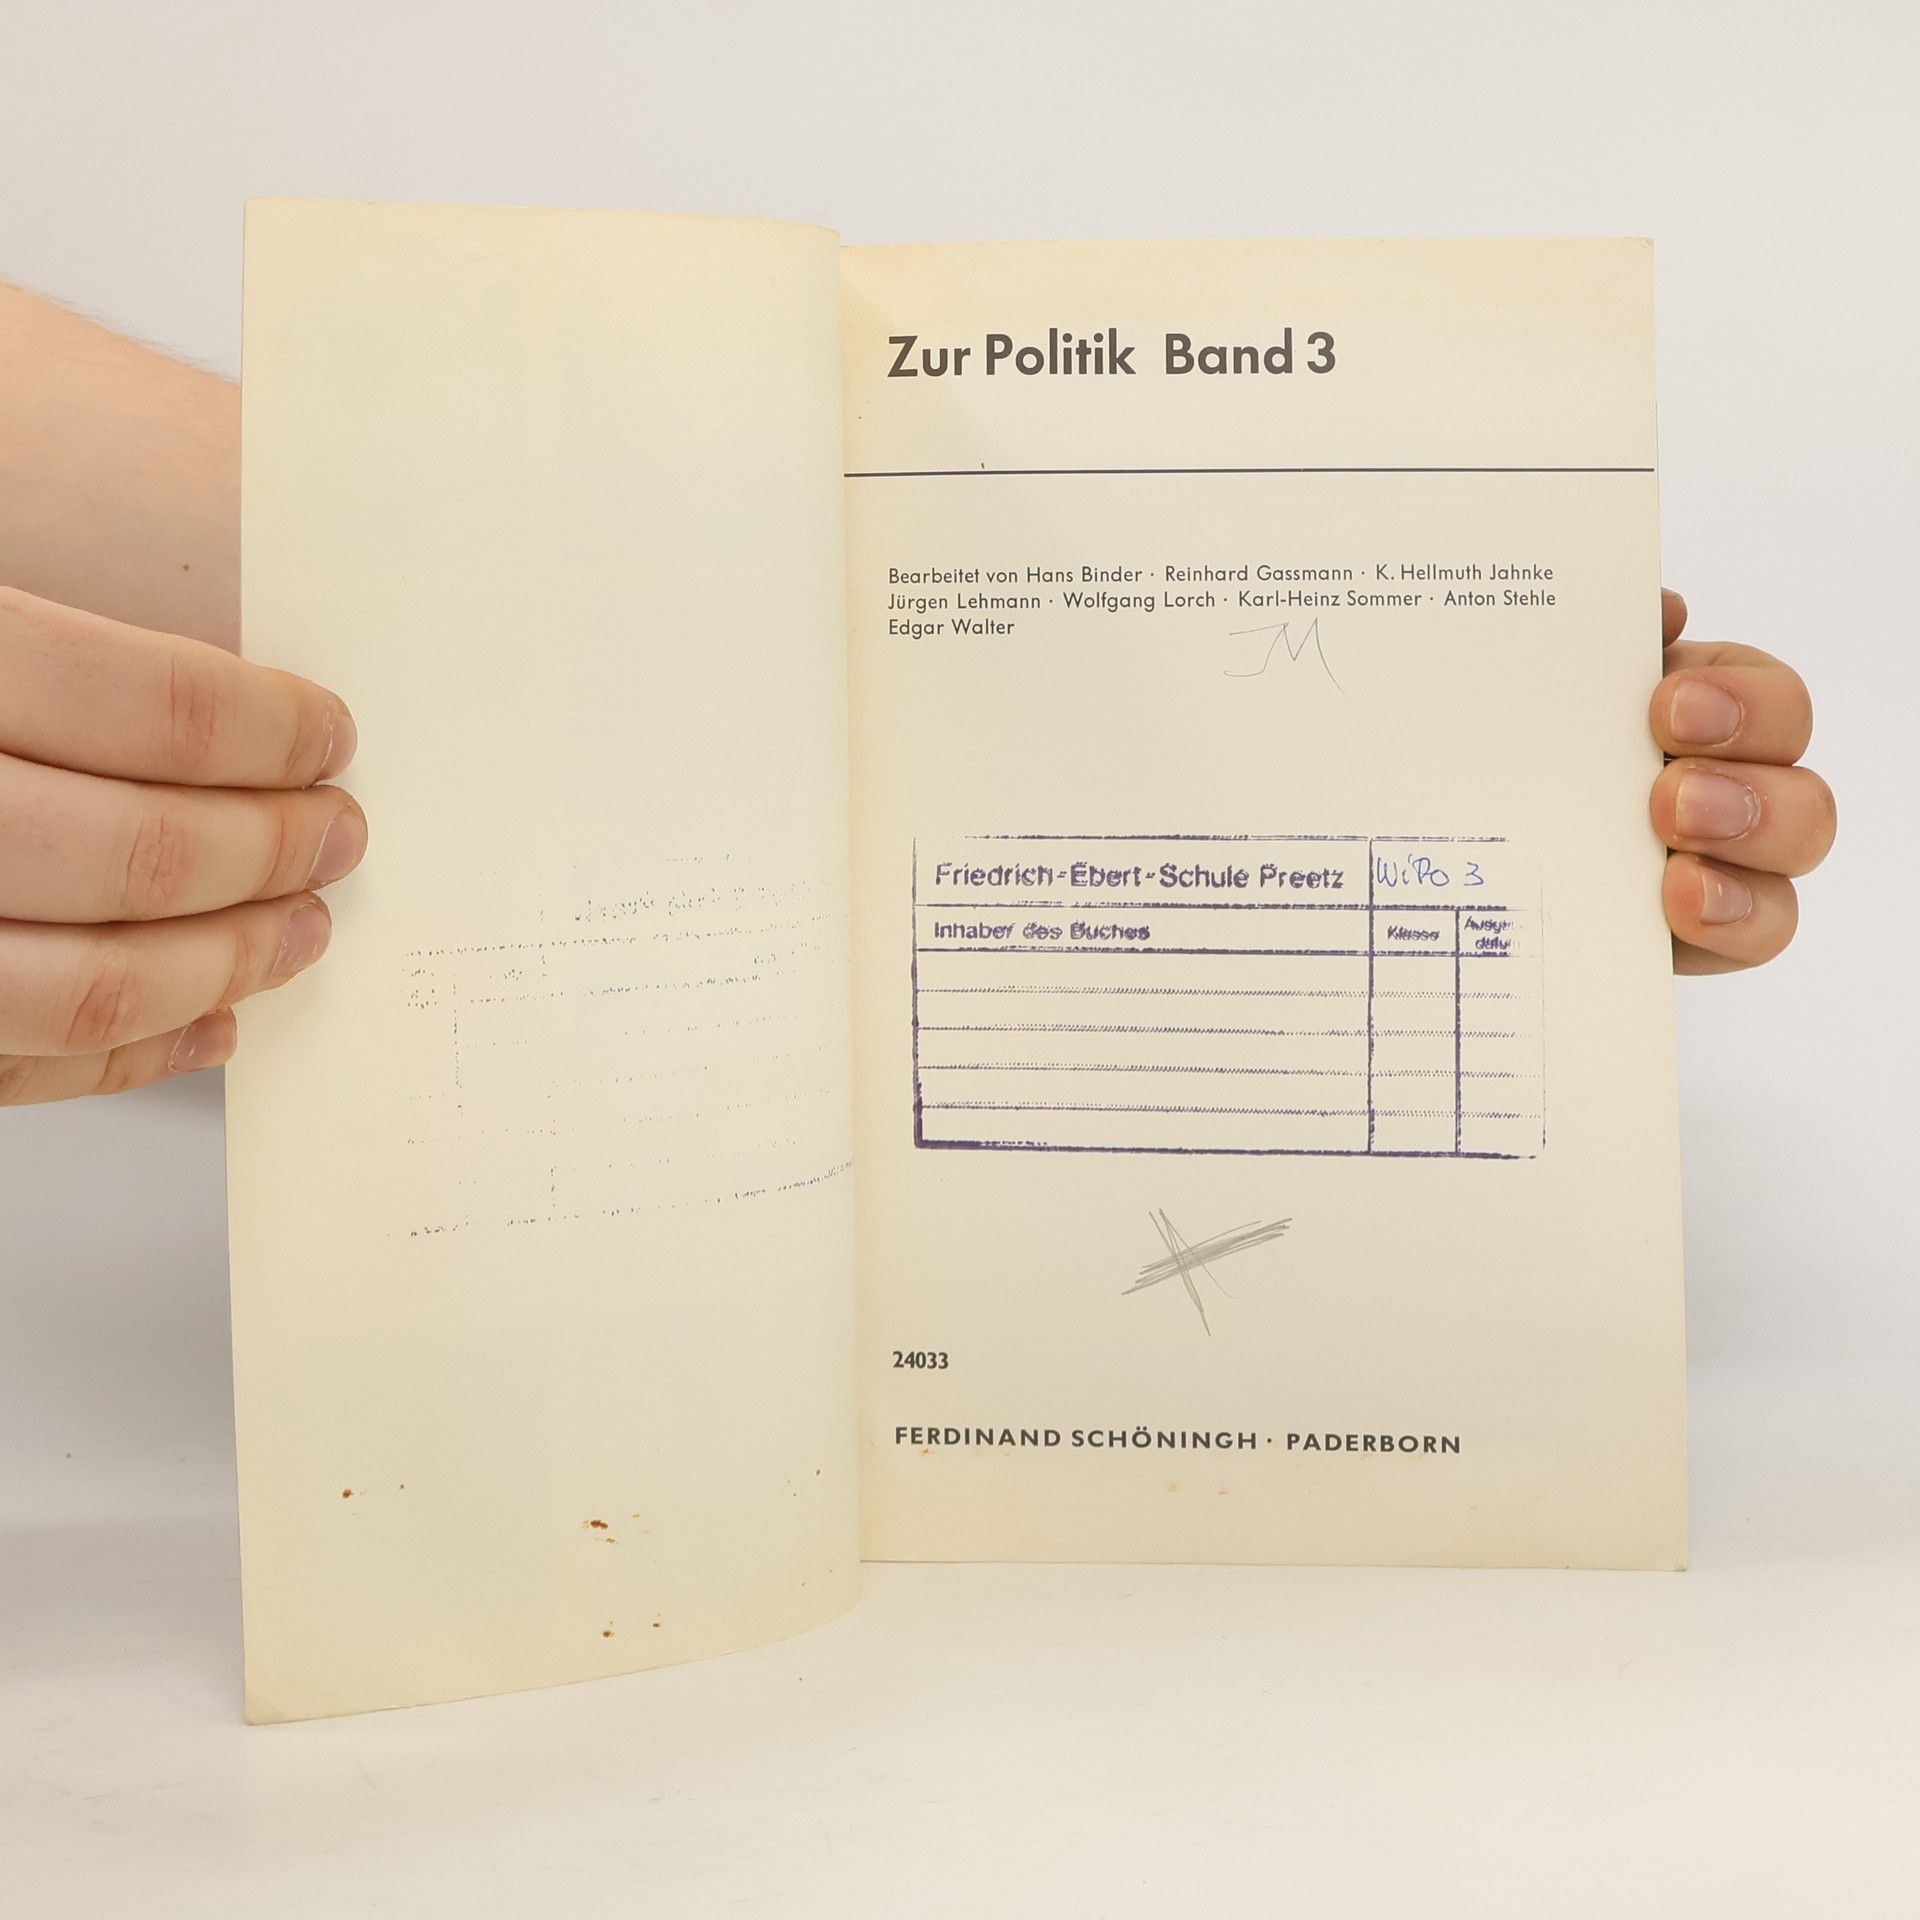 Zur Politik Band 3
Bearbeitet von Hans Binder · Reinhard Gassmann · K. Hellmuth Jahnke
Jürgen Lehmann · Wolfgang Lorch · Karl-Heinz Sommer · Anton Stehle
Edgar Walter
Friedrich-Ebert-Schule Preetz WiPo 3
Inhaber des Buches Klasse
24033
FERDINAND SCHÖNINGH · PADERBORN